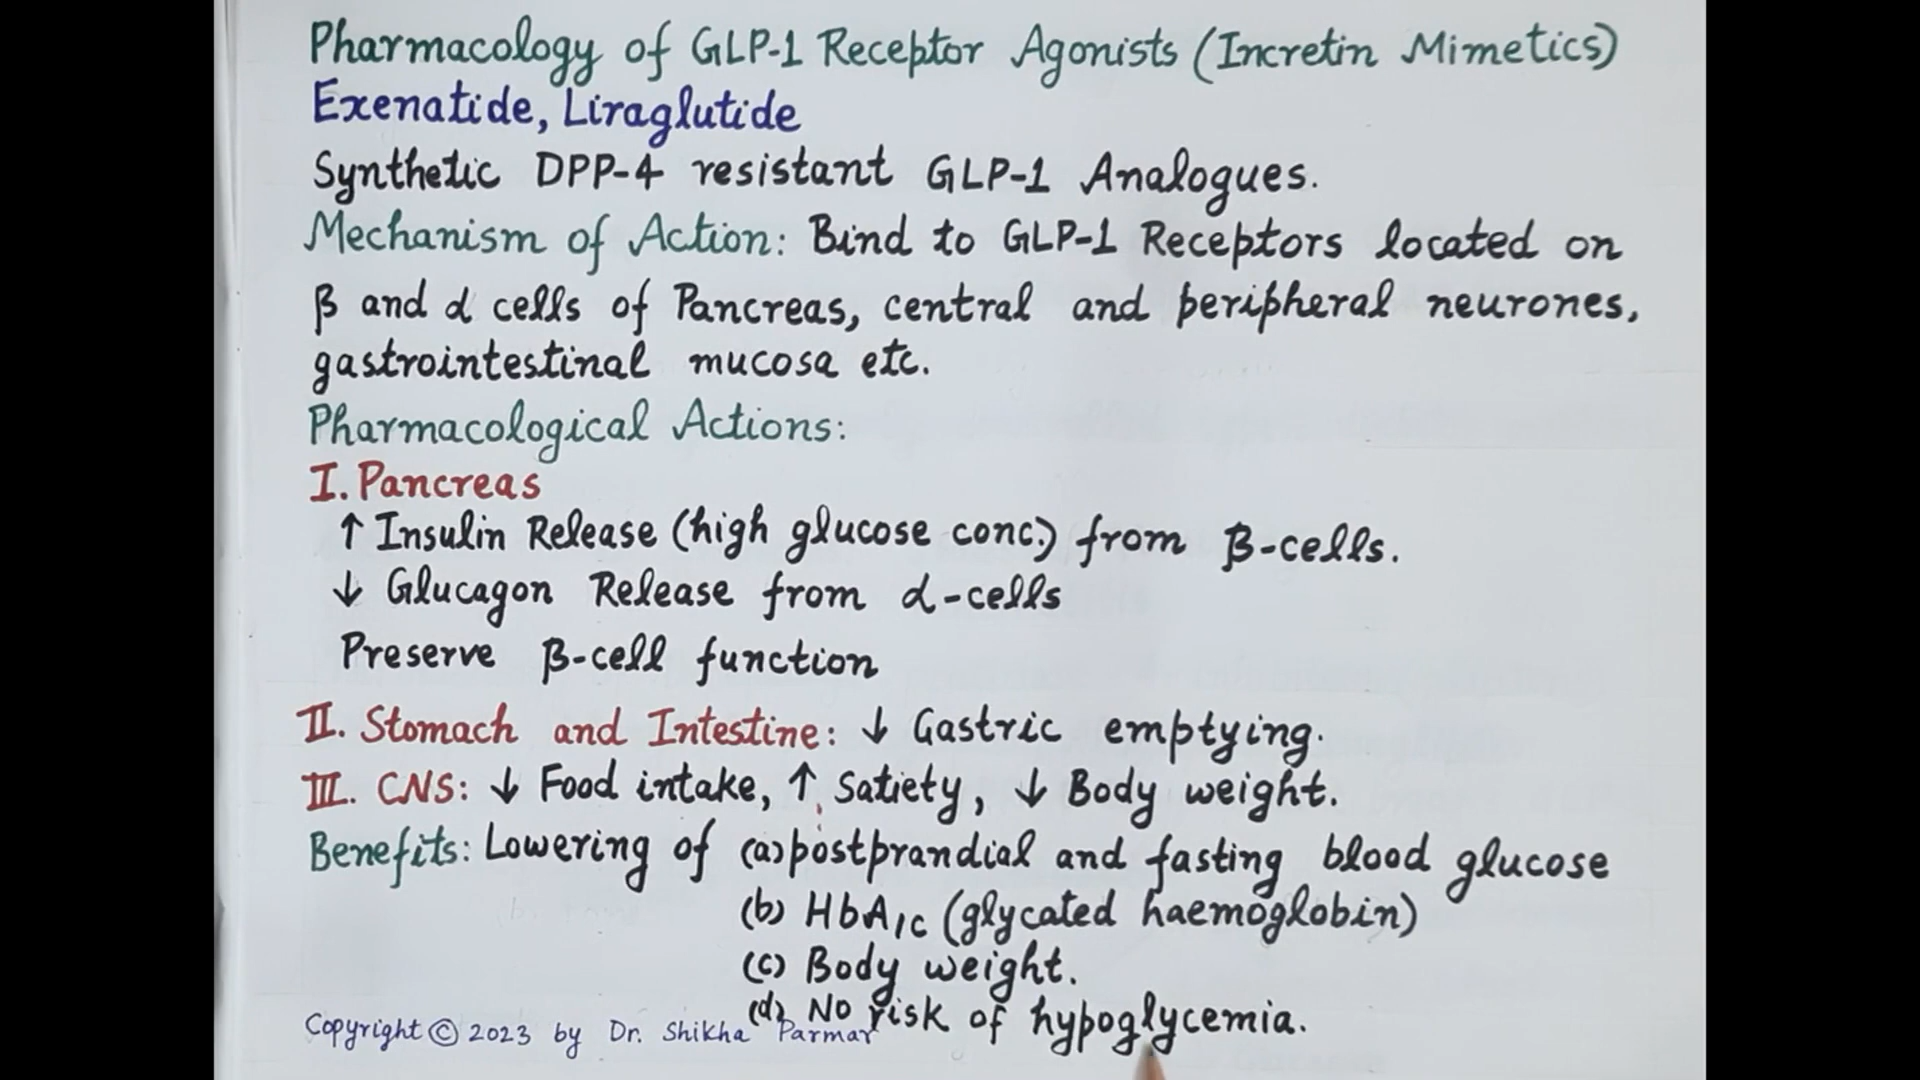 Pharmacology of GLP-1 Receptor Agonists (Incretin Mimetics)
Exenatide, Liraglutide
Synthetic DPP-4 resistant GLP-1 Analogues.
Mechanism of Action: Bind to GLP-1 Receptors located on
β and α cells of Pancreas, central and peripheral neurones,
gastrointestinal mucosa etc.
Pharmacological Actions:
I. Pancreas
↑ Insulin Release (high glucose conc.) from β-cells.
↓ Glucagon Release from α-cells
Preserve β-cell function
II. Stomach and Intestine: ↓ Gastric emptying.
III. CNS: ↓ Food intake, ↑ Satiety, ↓ Body weight.
Benefits: Lowering of (a) postprandial and fasting blood glucose
(b) HbA1c (glycated haemoglobin)
(c) Body weight.
(d) No risk of hypoglycemia.
Copyright © 2023 by Dr. Shikha Parmar